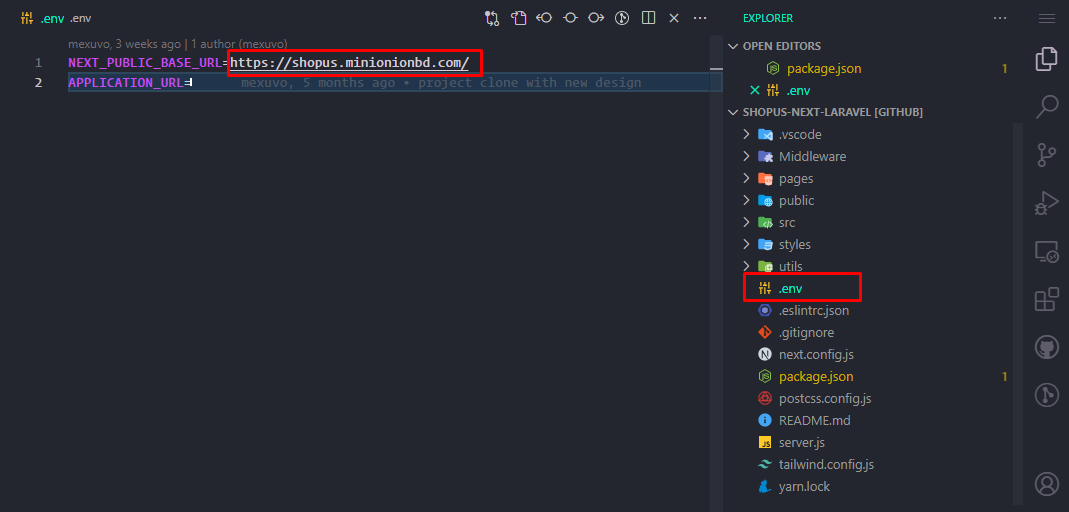 .env .env
mexuvo, 3 weeks ago | 1 author (mexuvo)
1 NEXT_PUBLIC_BASE_URL=https://shopus.minionionbd.com/
2 APPLICATION_URL= mexuvo, 5 months ago • project clone with new design
EXPLORER
OPEN EDITORS
package.json 1
.env
SHOPUS-NEXT-LARAVEL [GITHUB]
.vscode
Middleware
pages
public
src
styles
utils
.env
.eslintrc.json
.gitignore
next.config.js
package.json 1
postcss.config.js
README.md
server.js
tailwind.config.js
yarn.lock